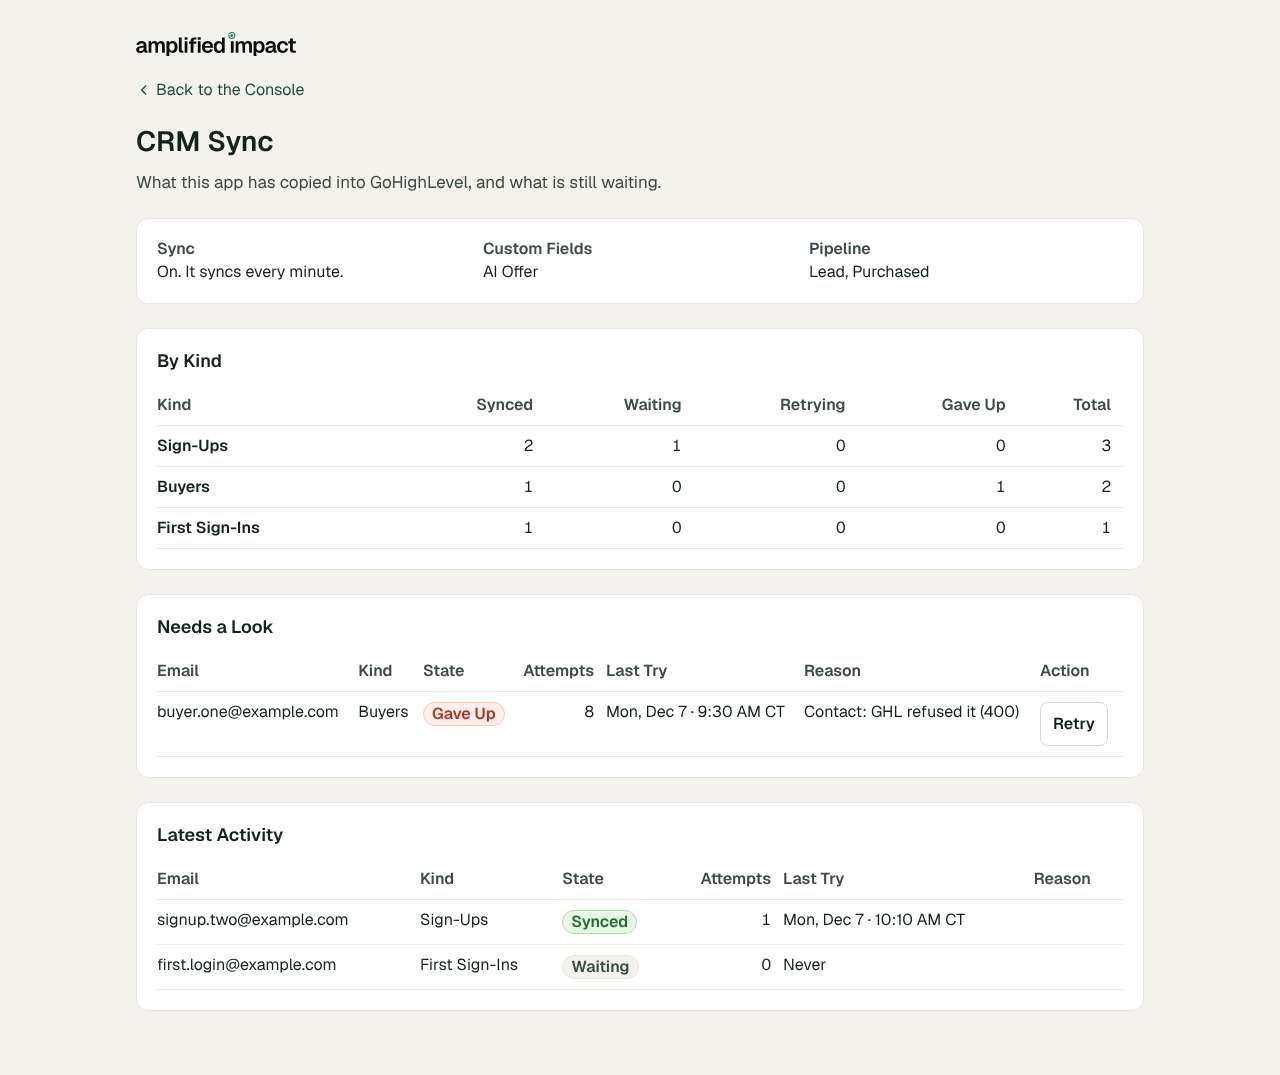 amplified impact
Back to the Console
CRM Sync
What this app has copied into GoHighLevel, and what is still waiting.
Sync Custom Fields Pipeline
On. It syncs every minute. AI Offer Lead, Purchased
By Kind
Kind Synced Waiting Retrying Gave Up Total
Sign-Ups 2 1 0 0 3
Buyers 1 0 0 1 2
First Sign-Ins 1 0 0 0 1
Needs a Look
Email Kind State Attempts Last Try Reason Action
buyer.one@example.com Buyers Gave Up 8 Mon, Dec 7 · 9:30 AM CT Contact: GHL refused it (400) Retry
Latest Activity
Email Kind State Attempts Last Try Reason
signup.two@example.com Sign-Ups Synced 1 Mon, Dec 7 · 10:10 AM CT
first.login@example.com First Sign-Ins Waiting 0 Never